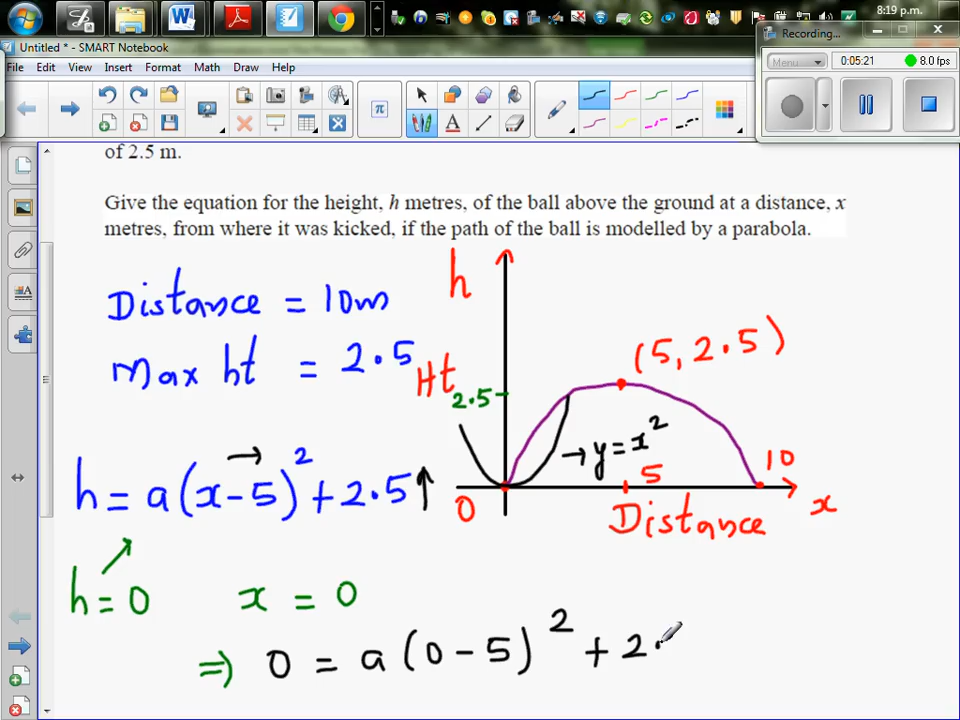 8:19 p.m.
Untitled * - SMART Notebook
Recording...
File Edit View Insert Format Math Draw Help
Menu
0:05:21
8.0 fps
of 2.5 m.
Give the equation for the height, h metres, of the ball above the ground at a distance, x
metres, from where it was kicked, if the path of the ball is modelled by a parabola.
h
Distance = 10m
(5, 2.5)
Max ht = 2.5
Ht
2.5
→ y = x²
10
h = a(x-5)² + 2.5 ↑
0
5
x
Distance
h = 0 x = 0
⇒ 0 = a(0-5)² + 2.